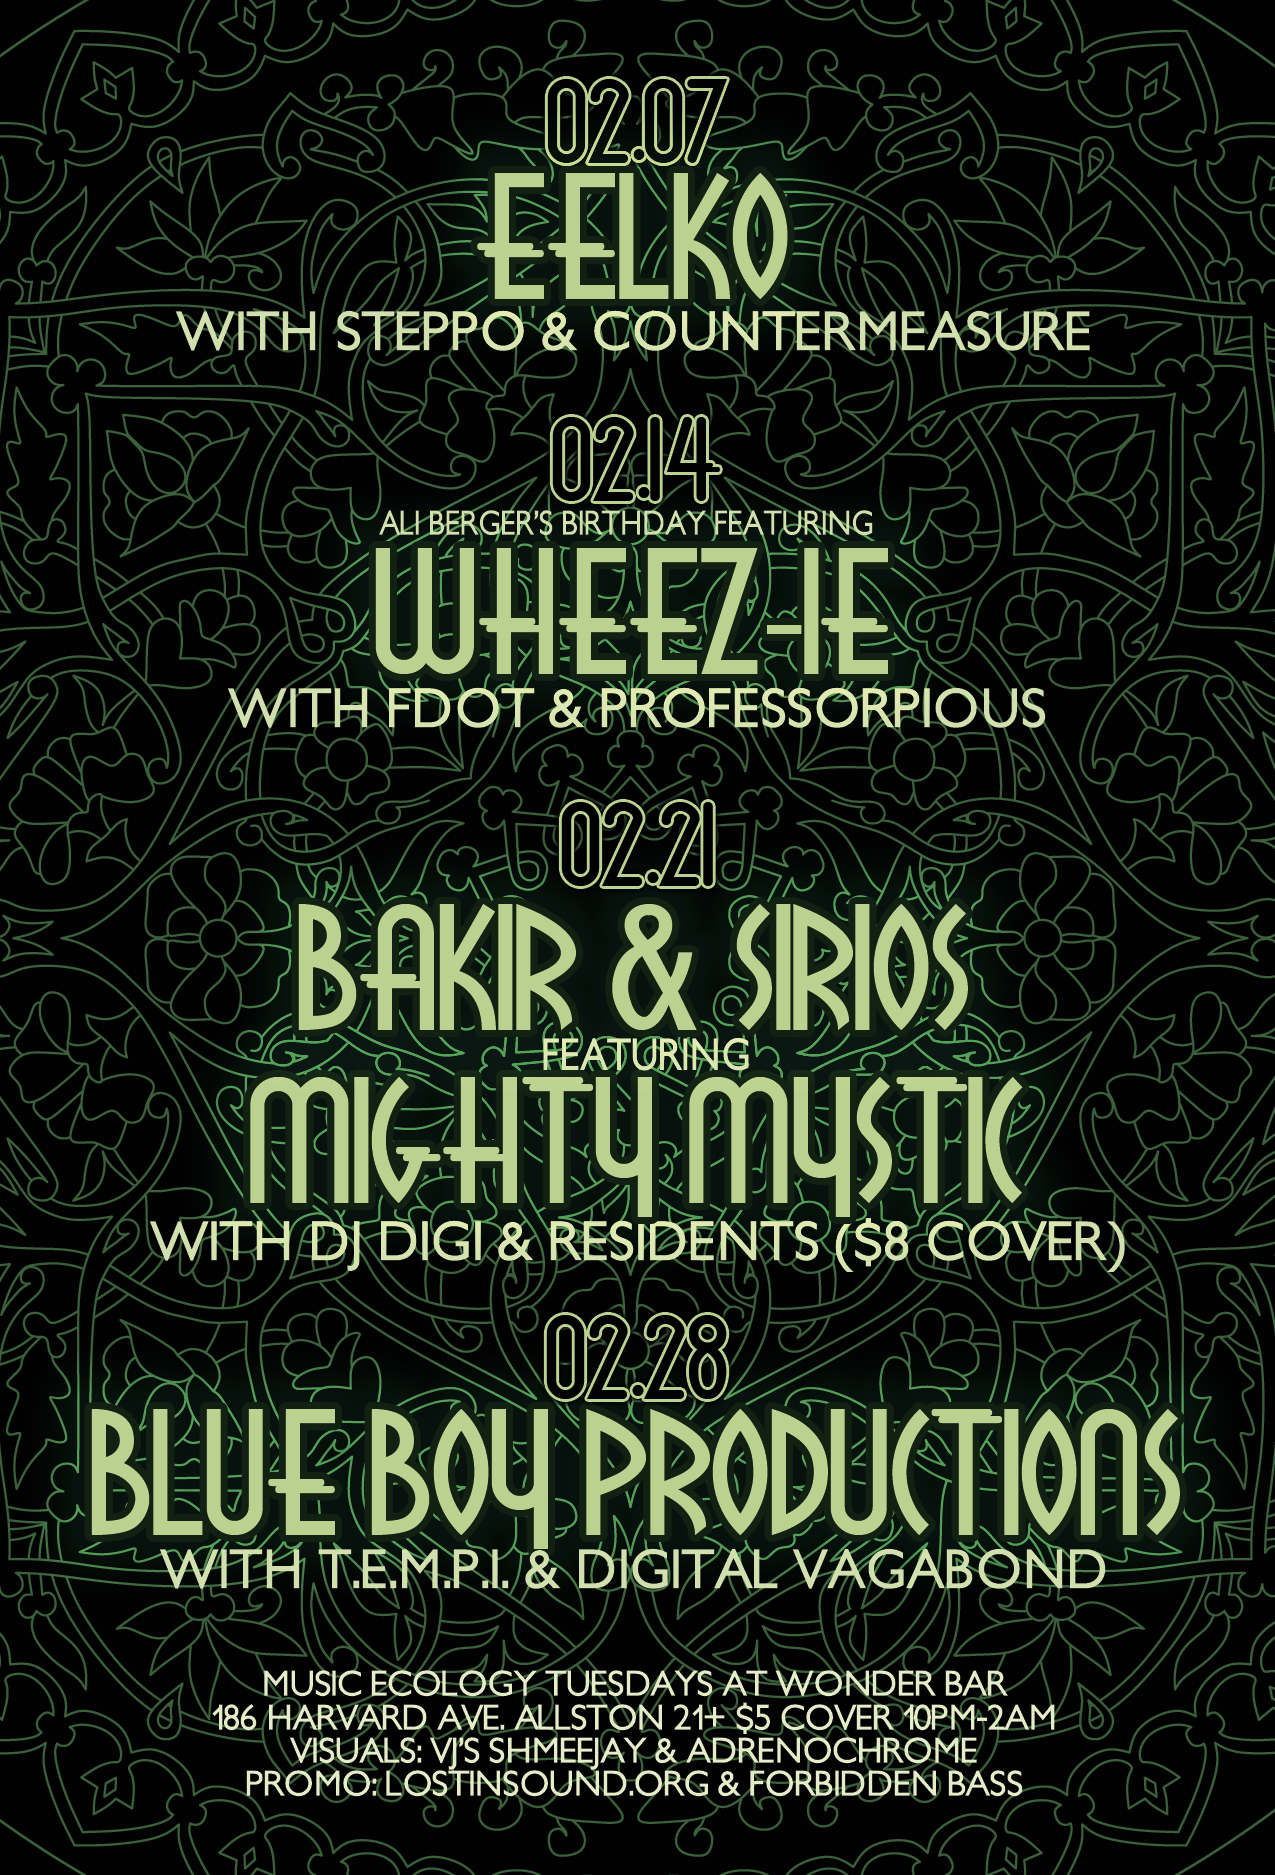 02.07
EELKO
WITH STEPPO & COUNTERMEASURE
02.14
ALI BERGER'S BIRTHDAY FEATURING
WHEEZ-IE
WITH FDOT & PROFESSORPIOUS
02.21
BAKIR & SIRIOS
FEATURING
MIGHTY MYSTIC
WITH DJ DIGI & RESIDENTS ($8 COVER)
02.28
BLUE BOY PRODUCTIONS
WITH T.E.M.P.I. & DIGITAL VAGABOND
MUSIC ECOLOGY TUESDAYS AT WONDER BAR
186 HARVARD AVE. ALLSTON 21+ $5 COVER 10PM-2AM
VISUALS: VJ'S SHMEEJAY & ADRENOCHROME
PROMO: LOSTINSOUND.ORG & FORBIDDEN BASS